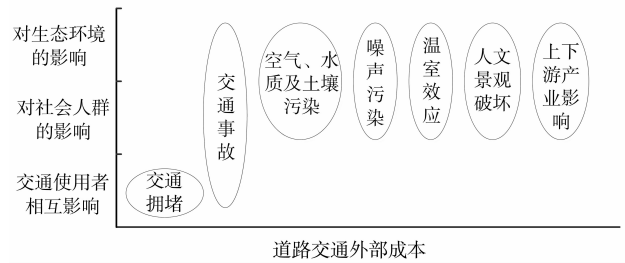 对生态环境
的影响
对社会人群
的影响
交通使用者
相互影响
交通
拥堵
交
通
事
故
空气、水
质及土壤
污染
噪
声
污
染
温
室
效
应
人文
景观
破坏
上下
游产
业影
响
道路交通外部成本